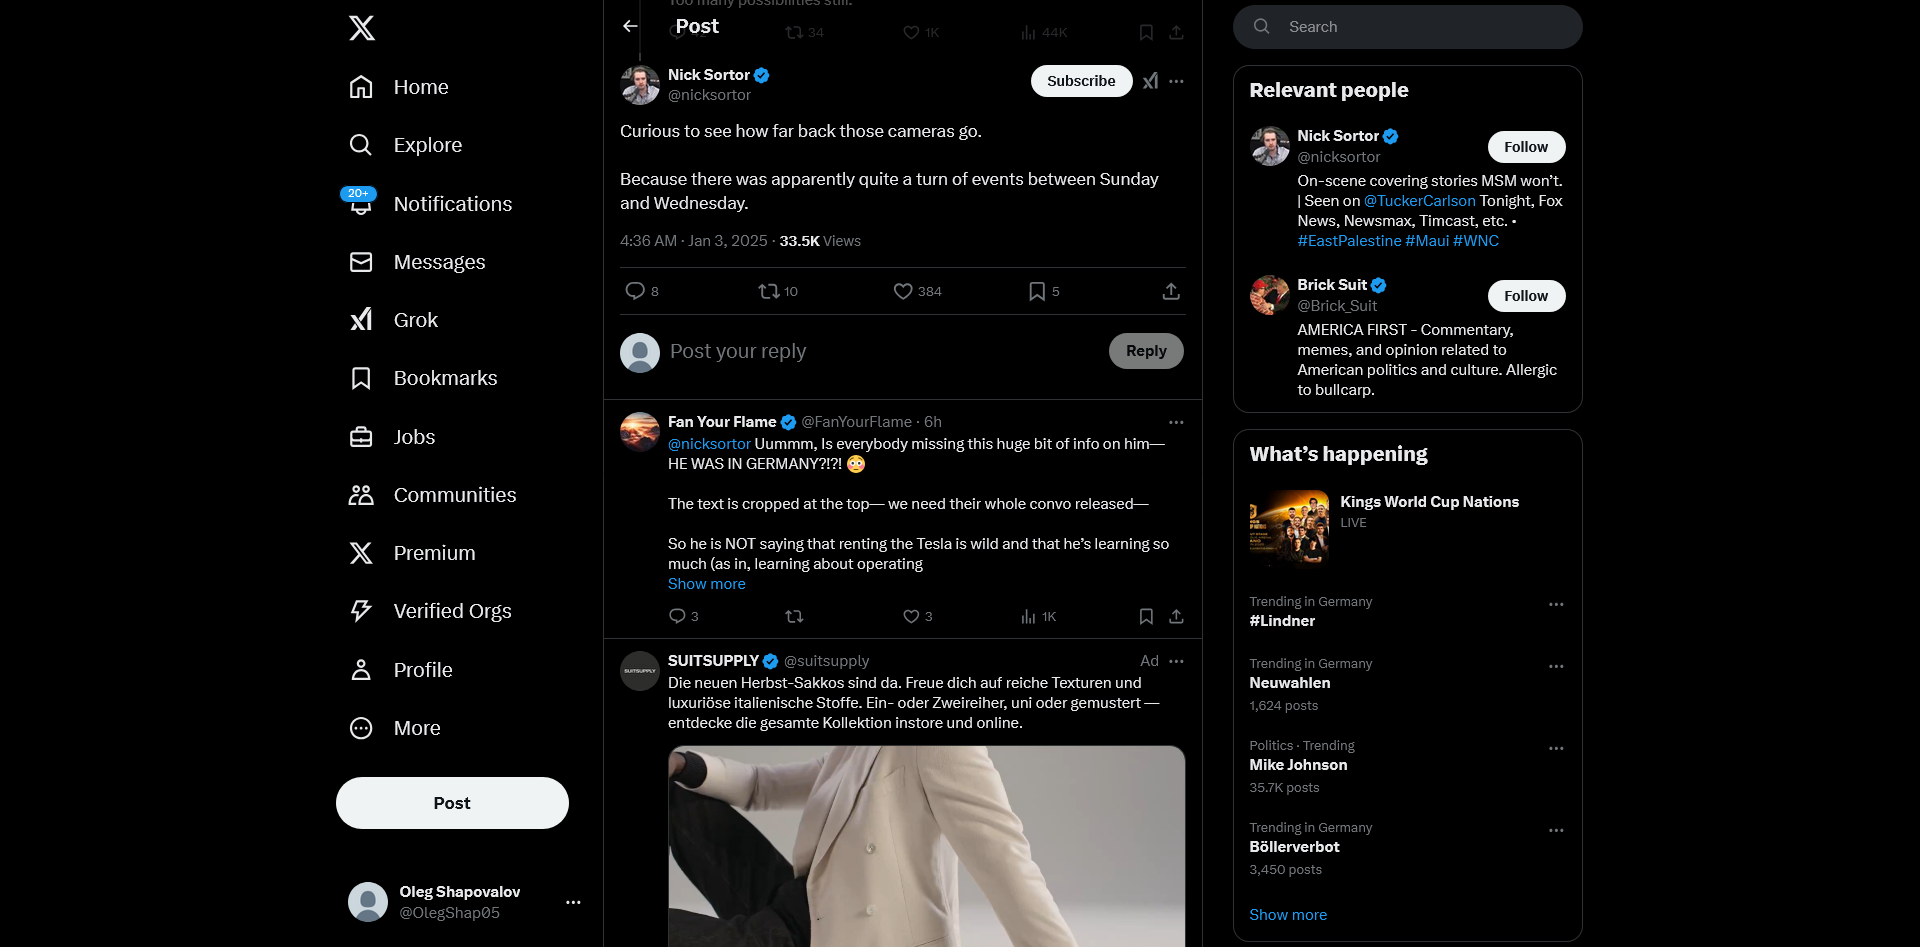 Home
Explore
20+
Notifications
Messages
Grok
Bookmarks
Jobs
Communities
Premium
Verified Orgs
Profile
More
Post
Oleg Shapovalov
@OlegShap05
Too many possibilities still.
Post
34
1K
44K
Nick Sortor
@nicksortor
Subscribe
Curious to see how far back those cameras go.
Because there was apparently quite a turn of events between Sunday
and Wednesday.
4:36 AM · Jan 3, 2025 · 33.5K Views
8
10
384
5
Post your reply
Reply
Fan Your Flame @FanYourFlame · 6h
@nicksortor Uummm, Is everybody missing this huge bit of info on him—
HE WAS IN GERMANY?!?! 😳
The text is cropped at the top— we need their whole convo released—
So he is NOT saying that renting the Tesla is wild and that he’s learning so
much (as in, learning about operating
Show more
3
3
1K
SUITSUPPLY
SUITSUPPLY @suitsupply
Ad
Die neuen Herbst-Sakkos sind da. Freue dich auf reiche Texturen und
luxuriöse italienische Stoffe. Ein- oder Zweireiher, uni oder gemustert —
entdecke die gesamte Kollektion instore und online.
Search
Relevant people
Nick Sortor
@nicksortor
Follow
On-scene covering stories MSM won’t.
| Seen on @TuckerCarlson Tonight, Fox
News, Newsmax, Timcast, etc. •
#EastPalestine #Maui #WNC
Brick Suit
@Brick_Suit
Follow
AMERICA FIRST - Commentary,
memes, and opinion related to
American politics and culture. Allergic
to bullcarp.
What’s happening
Kings World Cup Nations
LIVE
Trending in Germany
#Lindner
Trending in Germany
Neuwahlen
1,624 posts
Politics · Trending
Mike Johnson
35.7K posts
Trending in Germany
Böllerverbot
3,450 posts
Show more